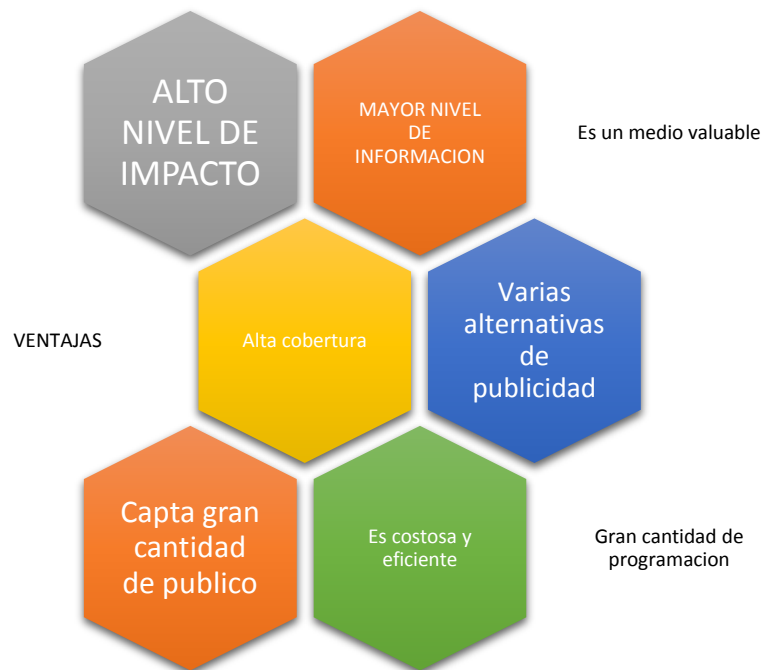 ALTO
NIVEL DE
IMPACTO
MAYOR NIVEL
DE
INFORMACION
Es un medio valuable
VENTAJAS
Alta cobertura
Varias
alternativas
de
publicidad
Capta gran
cantidad
de publico
Es costosa y
eficiente
Gran cantidad de
programacion